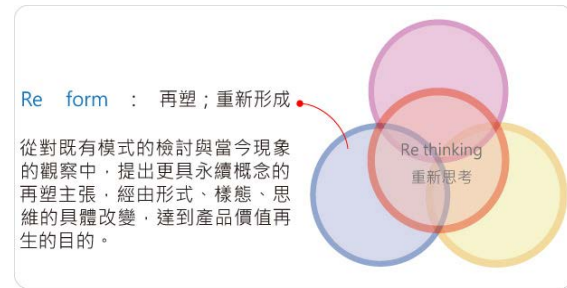 Re form : 再塑；重新形成
從對既有模式的檢討與當今現象
的觀察中，提出更具永續概念的
再塑主張，經由形式、樣態、思
維的具體改變，達到產品價值再
生的目的。
Re thinking
重新思考